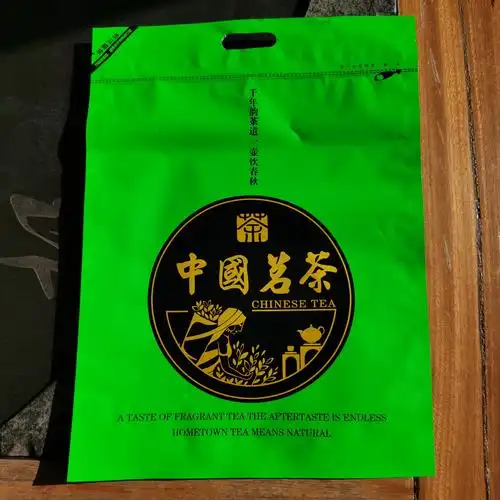 千年韵茶道一壶饮春秋
茶
中國茗茶
CHINESE TEA
A TASTE OF FRAGRANT TEA THE AFTERTASTE IS ENDLESS
HOMETOWN TEA MEANS NATURAL